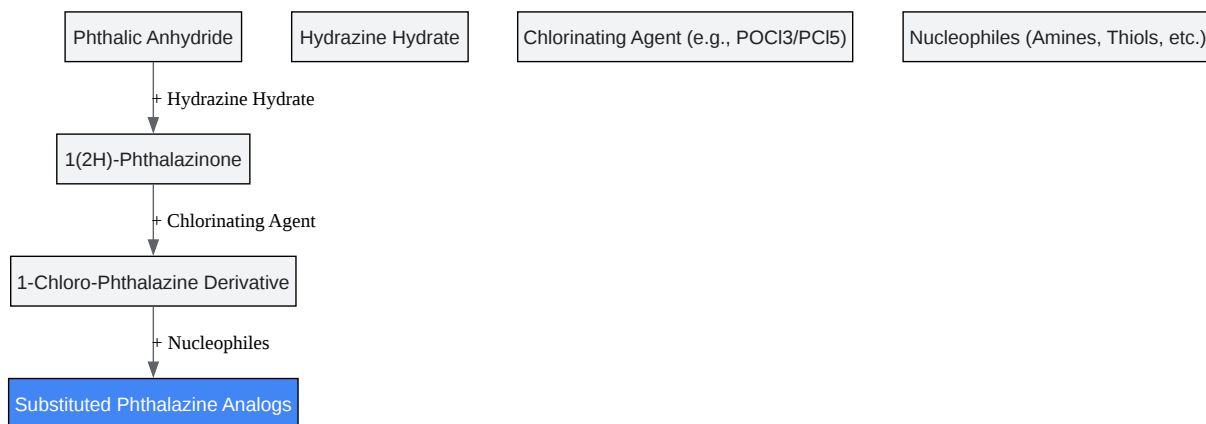 Phthalic Anhydride
Hydrazine Hydrate
Chlorinating Agent (e.g., POCl3/PCl5)
Nucleophiles (Amines, Thiols, etc.)
+ Hydrazine Hydrate
1(2H)-Phthalazinone
+ Chlorinating Agent
1-Chloro-Phthalazine Derivative
+ Nucleophiles
Substituted Phthalazine Analogs